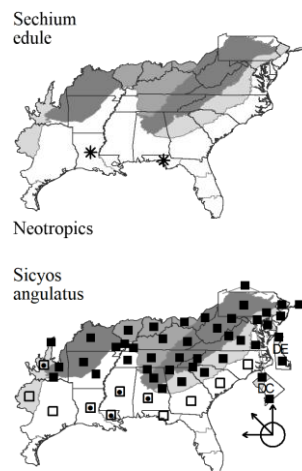 Sechium
edule
Neotropics
Sicyos
angulatus
DE
DC